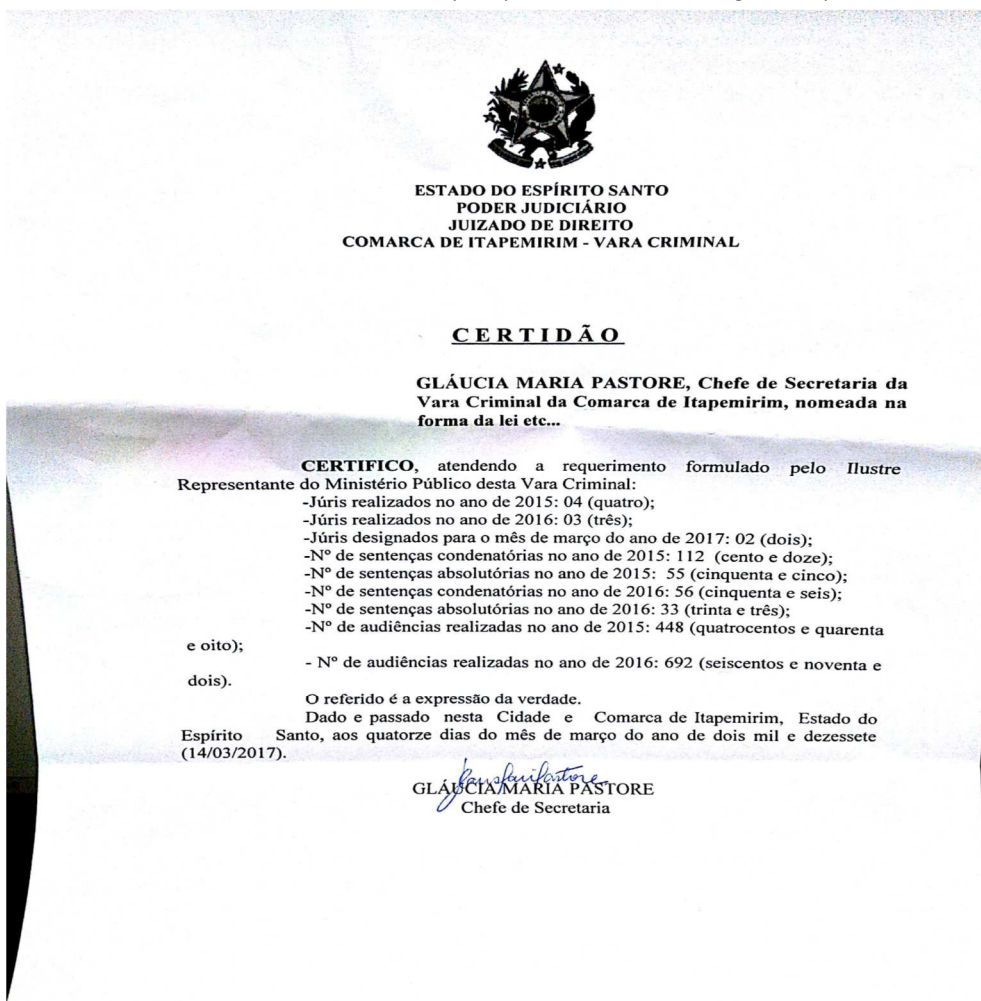 ESTADO DO ESPÍRITO SANTO
PODER JUDICIÁRIO
JUIZADO DE DIREITO
COMARCA DE ITAPEMIRIM - VARA CRIMINAL
CERTIDÃO
GLÁUCIA MARIA PASTORE, Chefe de Secretaria da
Vara Criminal da Comarca de Itapemirim, nomeada na
forma da lei etc...
CERTIFICO, atendendo a requerimento formulado pelo Ilustre
Representante do Ministério Público desta Vara Criminal:
-Júris realizados no ano de 2015: 04 (quatro);
-Júris realizados no ano de 2016: 03 (três);
-Júris designados para o mês de março do ano de 2017: 02 (dois);
-Nº de sentenças condenatórias no ano de 2015: 112 (cento e doze);
-Nº de sentenças absolutórias no ano de 2015: 55 (cinquenta e cinco);
-Nº de sentenças condenatórias no ano de 2016: 56 (cinquenta e seis);
-Nº de sentenças absolutórias no ano de 2016: 33 (trinta e três);
-Nº de audiências realizadas no ano de 2015: 448 (quatrocentos e quarenta
e oito);
- Nº de audiências realizadas no ano de 2016: 692 (seiscentos e noventa e
dois).
O referido é a expressão da verdade.
Dado e passado nesta Cidade e Comarca de Itapemirim, Estado do
Espírito Santo, aos quatorze dias do mês de março do ano de dois mil e dezessete
(14/03/2017).
GLÁUCIA MARIA PASTORE
Chefe de Secretaria